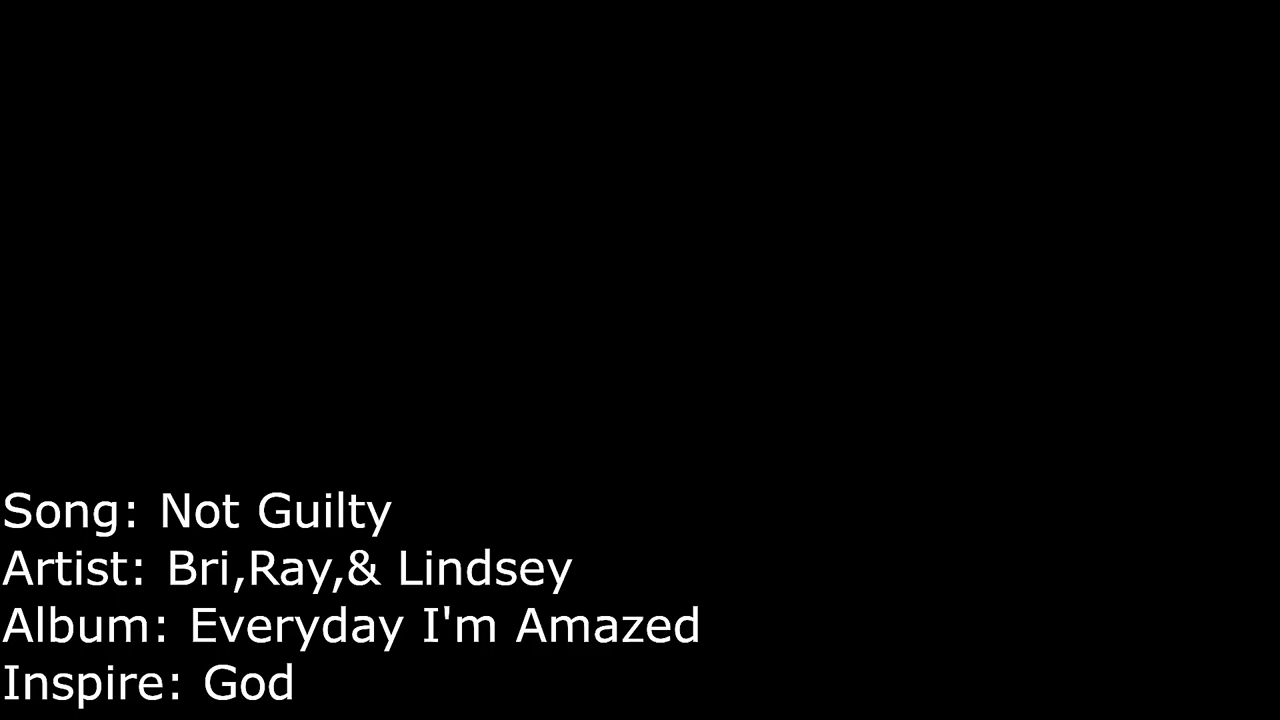 Song: Not Guilty
Artist: Bri,Ray,& Lindsey
Album: Everyday I'm Amazed
Inspire: God